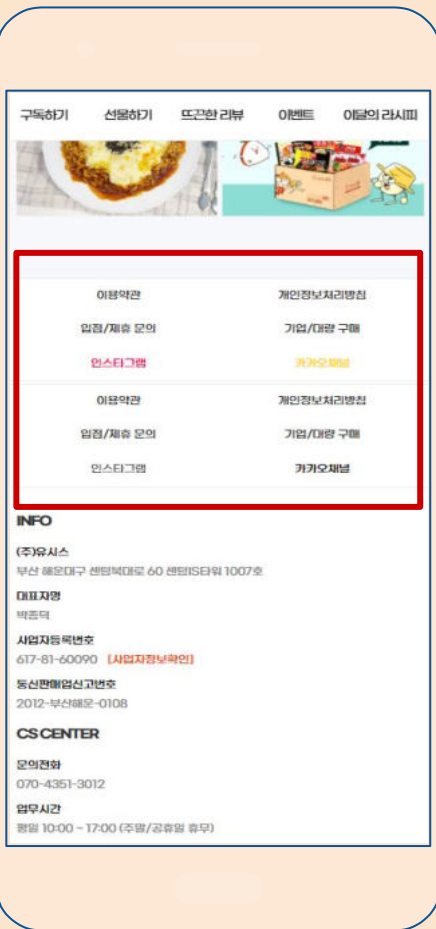 구독하기 선물하기 뜨끈한 리뷰 이벤트 이달의 라시피
이용약관 개인정보처리방침
입점/제휴 문의 기업/대량 구매
인스타그램 카카오채널
이용약관 개인정보처리방침
입점/제휴 문의 기업/대량 구매
인스타그램 카카오채널
INFO
(주)유시스
부산 해운대구 센텀북대로 60 센텀IS타워 1007호
대표자명
박종덕
사업자등록번호
617-81-60090 [사업자정보확인]
통신판매업신고번호
2012-부산해운-0108
CS CENTER
문의전화
070-4351-3012
업무시간
평일 10:00 ~ 17:00 (주말/공휴일 휴무)